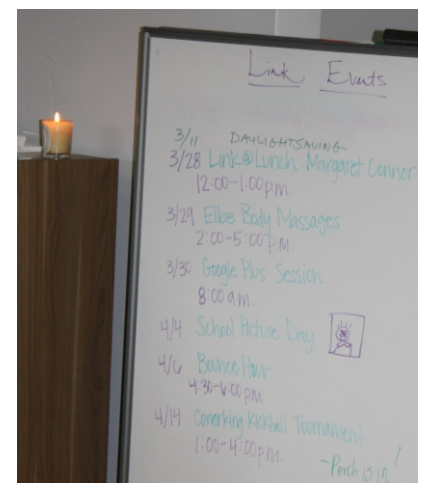 Link Events
3/11 DAYLIGHTSAVING
3/28 Link@Lunch: Margaret Connor
12:00-1:00p.m.
3/29 Elbe Body Massages
2:00-5:00 P.M.
3/30 Google Plus Session
8:00 a.m.
4/4 School Picture Day
4/6 Bounce Hour
4:30-6:00 p.m.
4/14 Coworking Kickball Tournament
1:00-4:00 p.m.
-Porch is in!